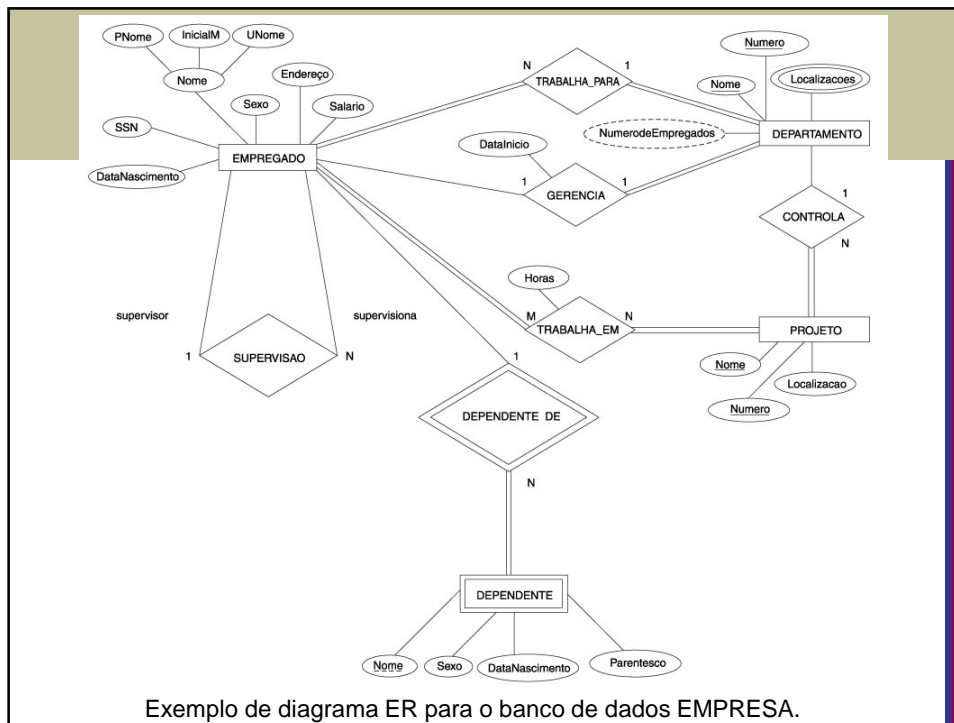 PNome
InicialM
UNome
Nome
Endereço
Sexo
Salario
SSN
DataNascimento
EMPREGADO
N
TRABALHA_PARA
1
Numero
Nome
Localizacoes
NumerodeEmpregados
DEPARTAMENTO
DataInicio
1
GERENCIA
1
1
CONTROLA
N
Horas
M
TRABALHA_EM
N
PROJETO
Nome
Numero
Localizacao
supervisor
supervisiona
1
SUPERVISAO
N
1
DEPENDENTE DE
N
DEPENDENTE
Nome
Sexo
DataNascimento
Parentesco
Exemplo de diagrama ER para o banco de dados EMPRESA.